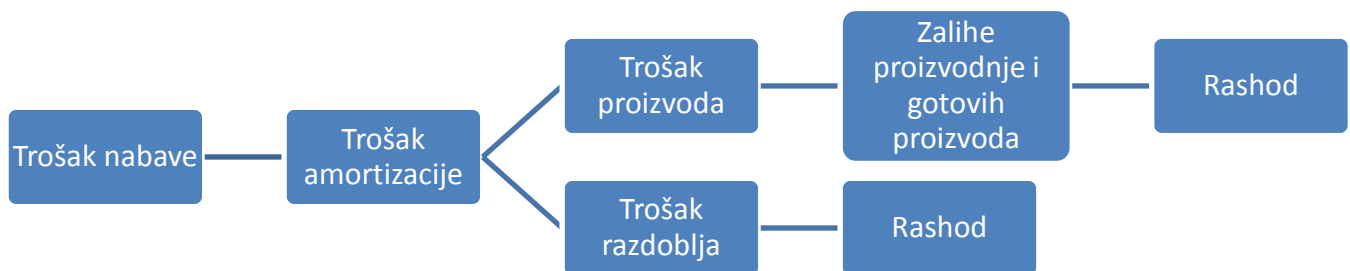 Trošak nabave
Trošak
amortizacije
Trošak
proizvoda
Zalihe
proizvodnje i
gotovih
proizvoda
Rashod
Trošak
razdoblja
Rashod